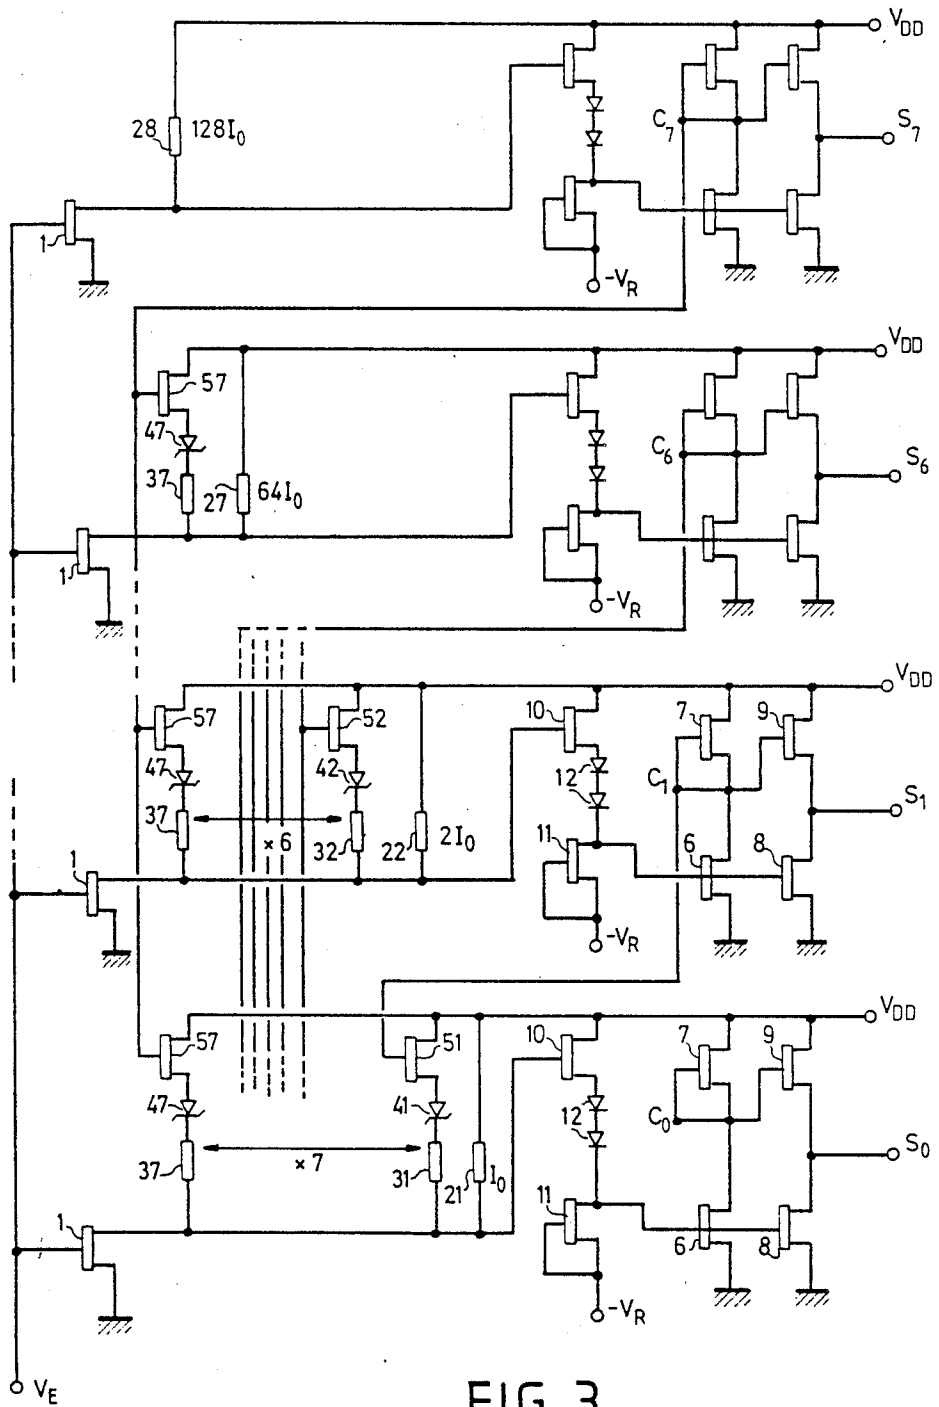 V_DD
28 128I_0
C_7
S_7
1
-V_R
V_DD
57
47
C_6
S_6
37
27 64I_0
1
-V_R
V_DD
57
52
10
7
9
47
42
12
C_1
S_1
37
× 6
32
22
2I_0
11
6
8
1
-V_R
V_DD
57
51
10
7
9
47
41
12
C_0
S_0
37
× 7
31
21
I_0
11
1
6
8
-V_R
V_E
FIG. 3